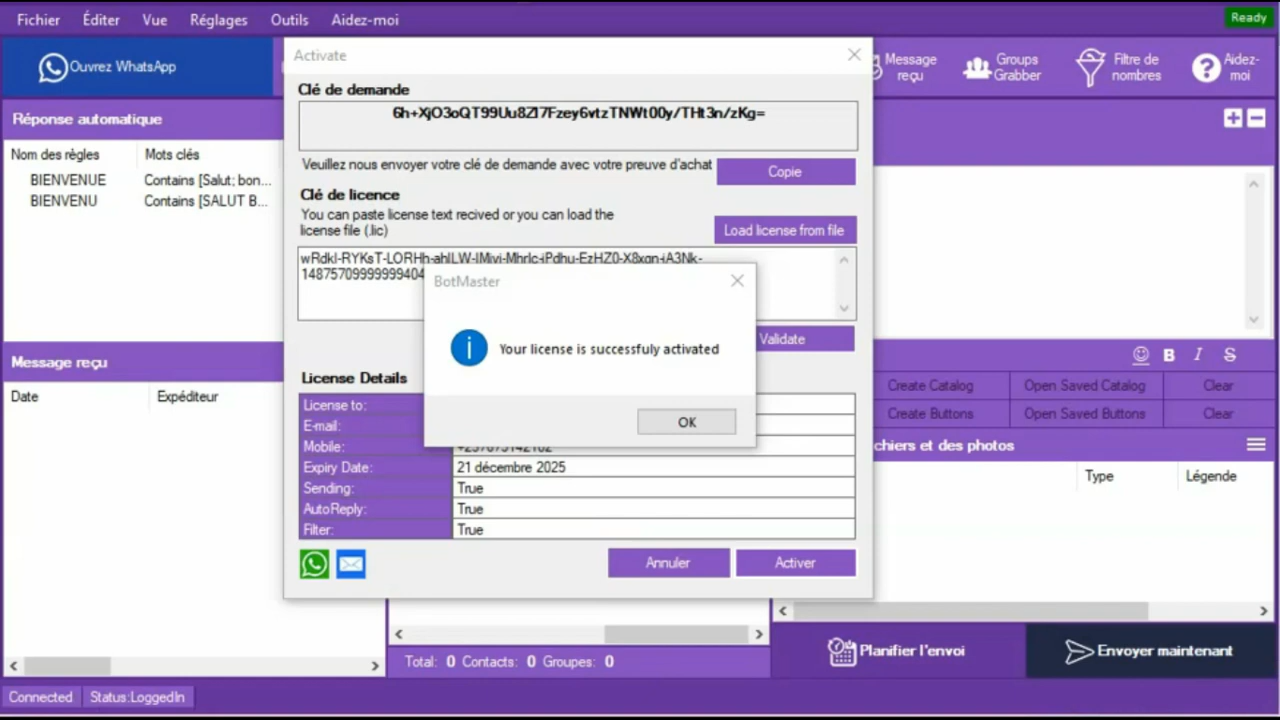 Fichier Éditer Vue Réglages Outils Aidez-moi Ready
Ouvrez WhatsApp
Message reçu
Groups Grabber
Filtre de nombres
Aidez-moi
Activate
Clé de demande
6h+XjO3oQT99Uu8Z17Fzey6vtzTNWt00y/THt3n/zKg=
Veuillez nous envoyer votre clé de demande avec votre preuve d'achat
Copie
Clé de licence
You can paste license text recived or you can load the
license file (.lic)
Load license from file
14875709999999404
Validate
BotMaster
Your license is successfuly activated
OK
License Details
License to:
E-mail:
Mobile:
Expiry Date: 21 décembre 2025
Sending: True
AutoReply: True
Filter: True
Annuler Activer
Réponse automatique
Nom des règles Mots clés
BIENVENUE Contains [Salut; bon...
BIENVENU Contains [SALUT B...
Message reçu
Date Expéditeur
B I S
Create Catalog Open Saved Catalog Clear
Create Buttons Open Saved Buttons Clear
chiers et des photos
Type Légende
Total: 0 Contacts: 0 Groupes: 0
Planifier l'envoi
Envoyer maintenant
Connected Status:LoggedIn